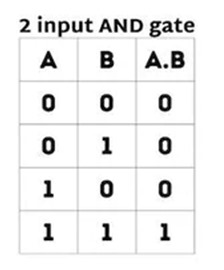 2 input AND gate
A B A.B
0 0 0
0 1 0
1 0 0
1 1 1